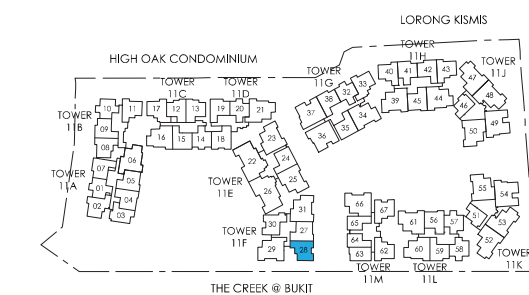 LORONG KISMIS
HIGH OAK CONDOMINIUM
TOWER
11H
40 41 42 43
TOWER
11J
47
48
46
49
50
TOWER
11G
37 38 32 33
36 35 34
39 45 44
TOWER
11C
17 12 13
TOWER
11D
19 20 21
16 15 14 18
TOWER
11B
10 11
09
08
06
07
05
TOWER
11A
01
04
02
03
23
22
24
25
26
TOWER
11E
31
30
27
29
28
TOWER
11F
66
67
65
64
63
62
TOWER
11M
61 56 57
60 59 58
TOWER
11L
55
54
51
53
52
TOWER
11K
THE CREEK @ BUKIT